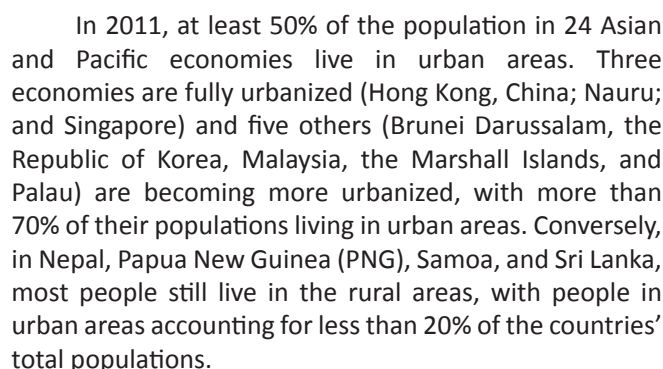 In 2011, at least 50% of the population in 24 Asian
and Pacific economies live in urban areas. Three
economies are fully urbanized (Hong Kong, China; Nauru;
and Singapore) and five others (Brunei Darussalam, the
Republic of Korea, Malaysia, the Marshall Islands, and
Palau) are becoming more urbanized, with more than
70% of their populations living in urban areas. Conversely,
in Nepal, Papua New Guinea (PNG), Samoa, and Sri Lanka,
most people still live in the rural areas, with people in
urban areas accounting for less than 20% of the countries’
total populations.